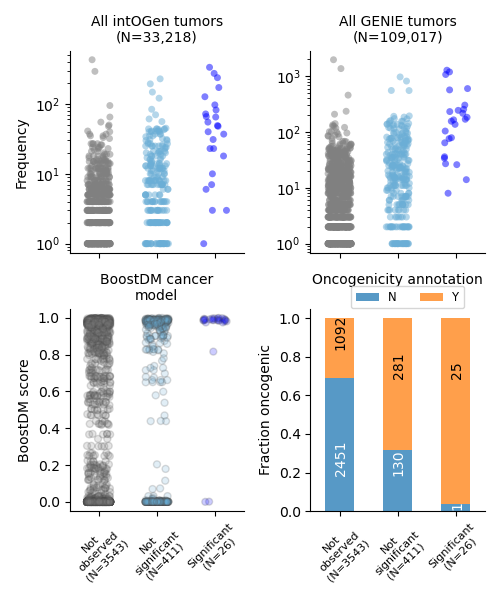 All intOGen tumors
(N=33,218)
All GENIE tumors
(N=109,017)
Frequency
10²
10¹
10⁰
10³
10²
10¹
10⁰
BoostDM cancer
model
Oncogenicity annotation
N
Y
BoostDM score
1.0
0.8
0.6
0.4
0.2
0.0
Fraction oncogenic
1.0
0.8
0.6
0.4
0.2
0.0
1092
281
25
2451
130
1
Not
observed
(N=3543)
Not
significant
(N=411)
Significant
(N=26)
Not
observed
(N=3543)
Not
significant
(N=411)
Significant
(N=26)